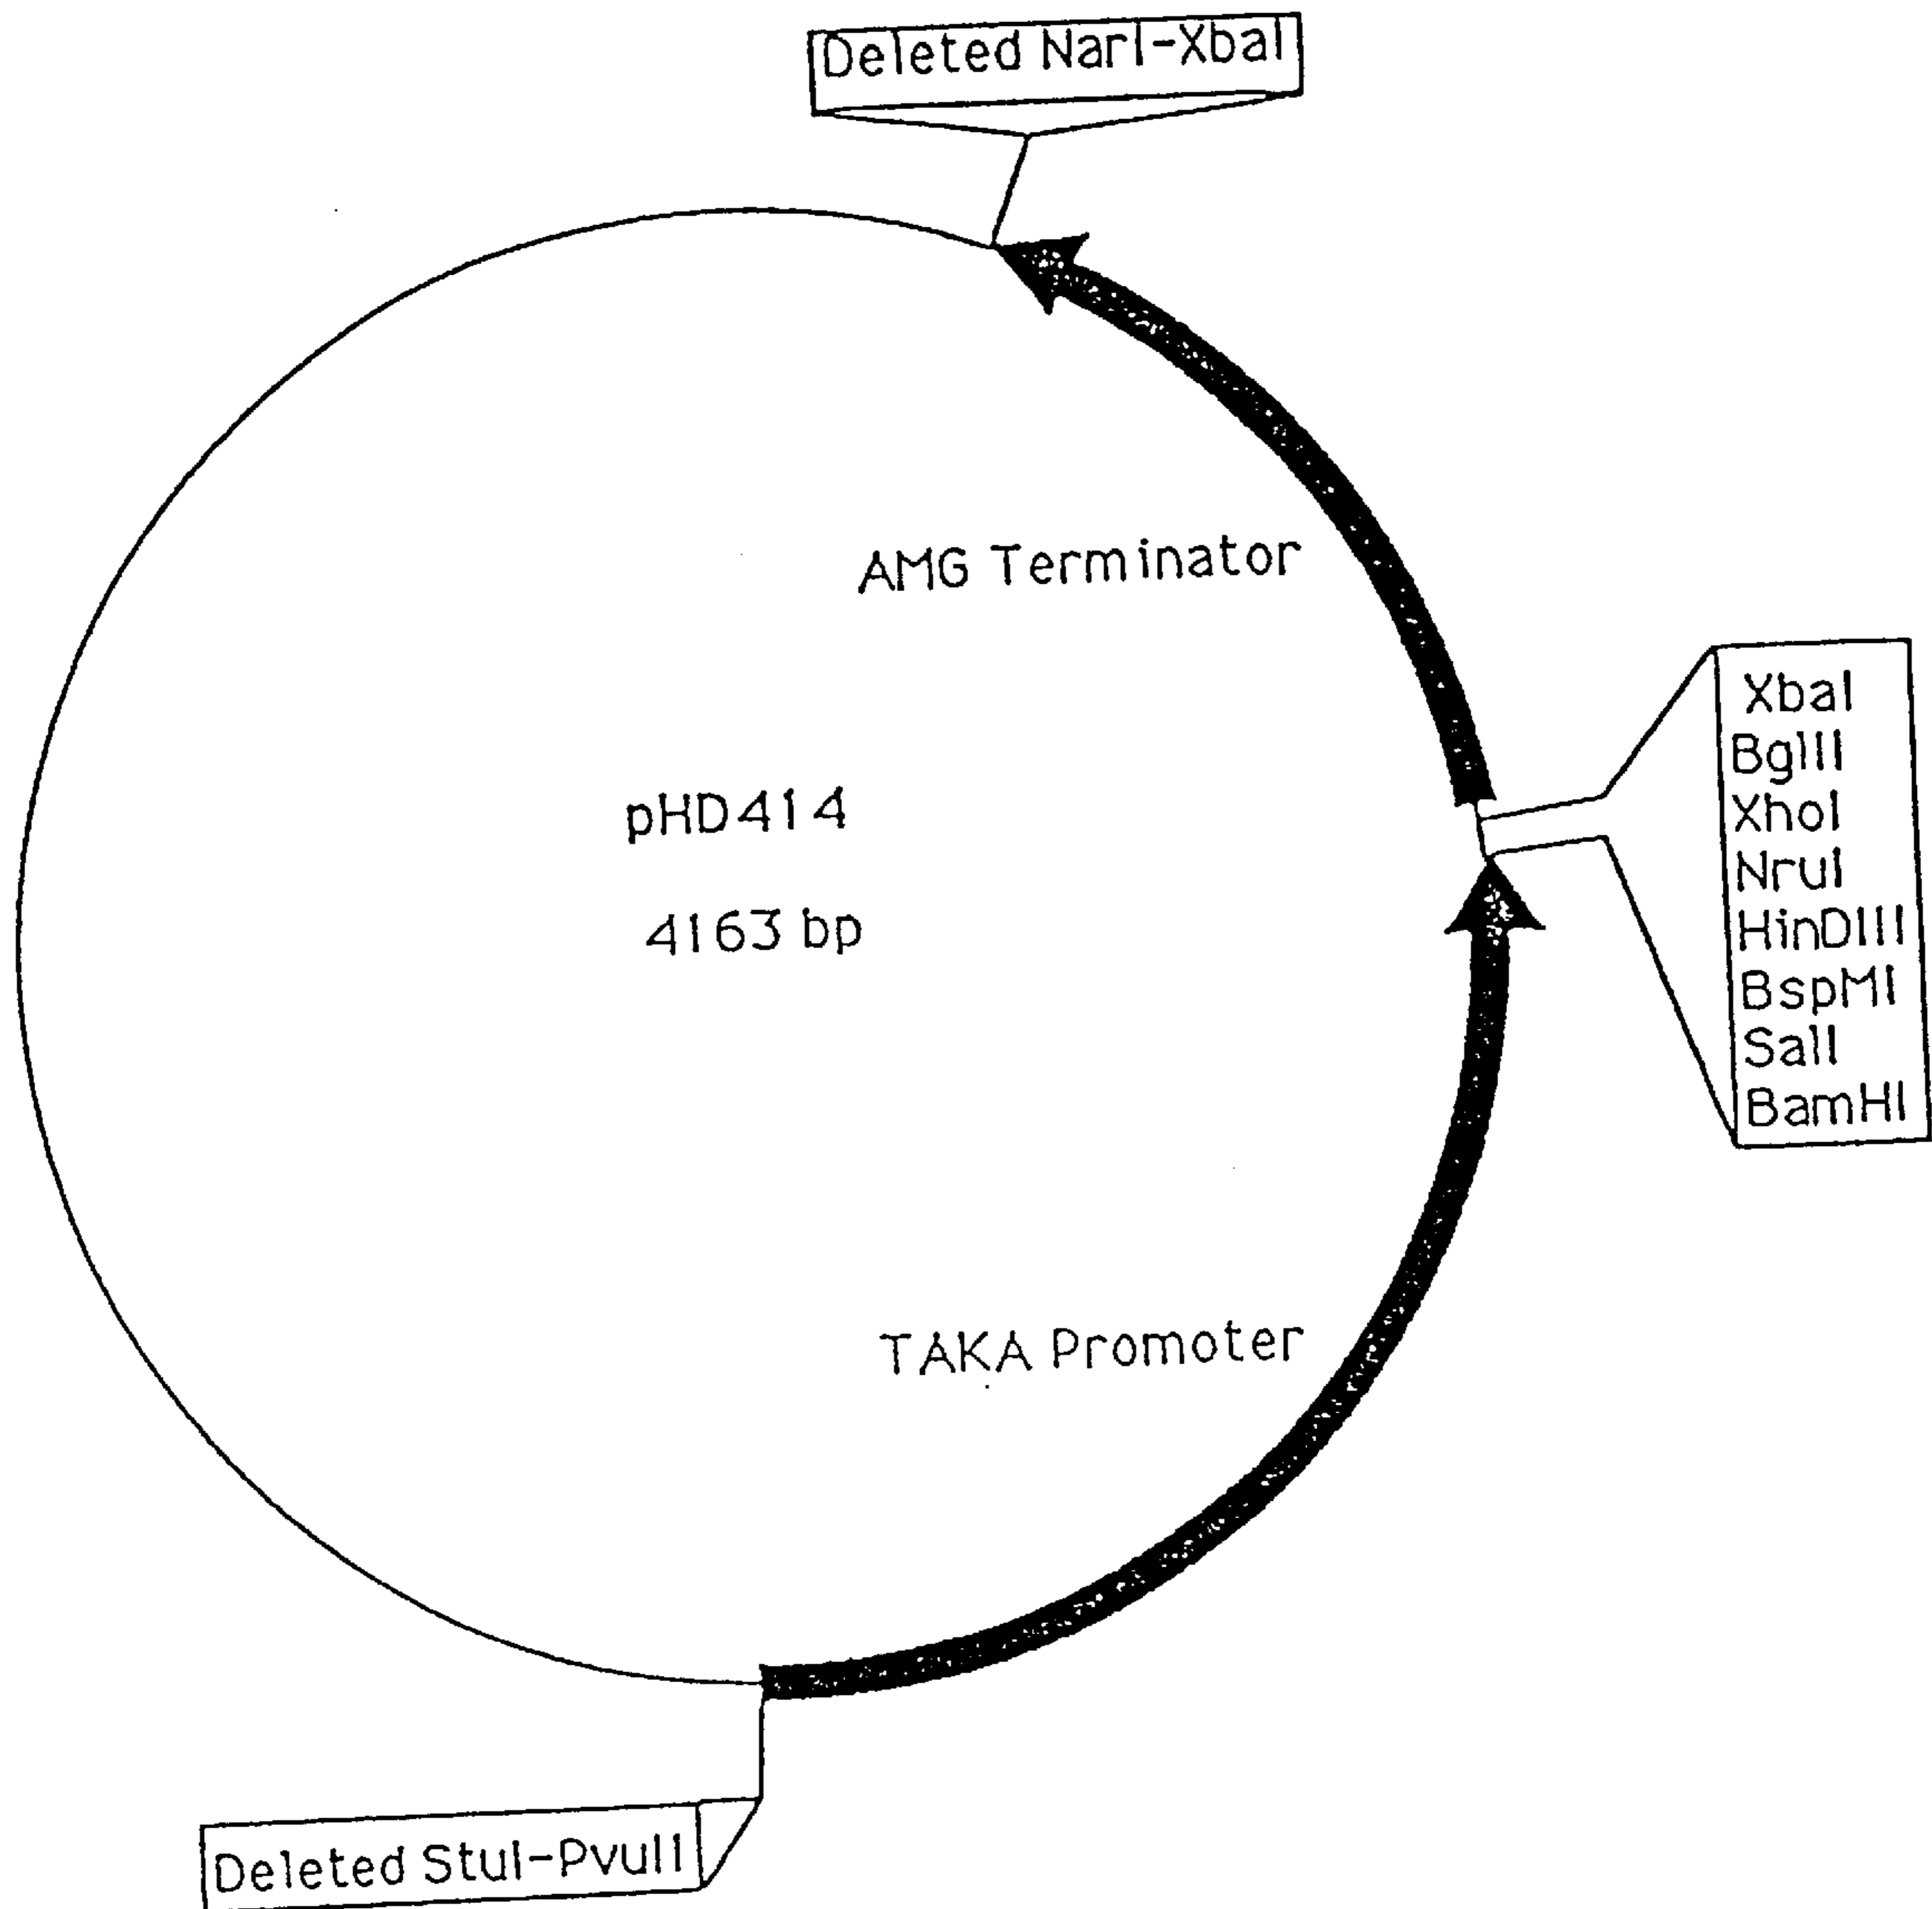 Deleted NarI-XbaI
AMG Terminator
XbaI
BglII
XhoI
NruI
HinDIII
BspMI
SalI
BamHI
pHD414
4163 bp
TAKA Promoter
Deleted StuI-PvuII